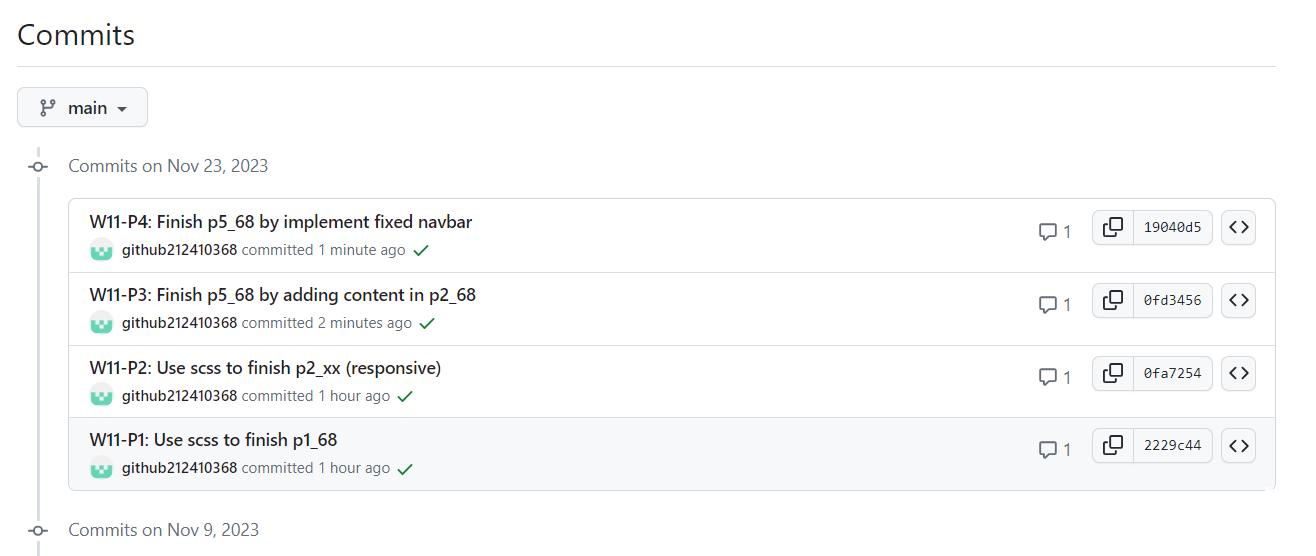 Commits
main
Commits on Nov 23, 2023
W11-P4: Finish p5_68 by implement fixed navbar
github212410368 committed 1 minute ago
1
19040d5
W11-P3: Finish p5_68 by adding content in p2_68
github212410368 committed 2 minutes ago
1
0fd3456
W11-P2: Use scss to finish p2_xx (responsive)
github212410368 committed 1 hour ago
1
0fa7254
W11-P1: Use scss to finish p1_68
github212410368 committed 1 hour ago
1
2229c44
Commits on Nov 9, 2023